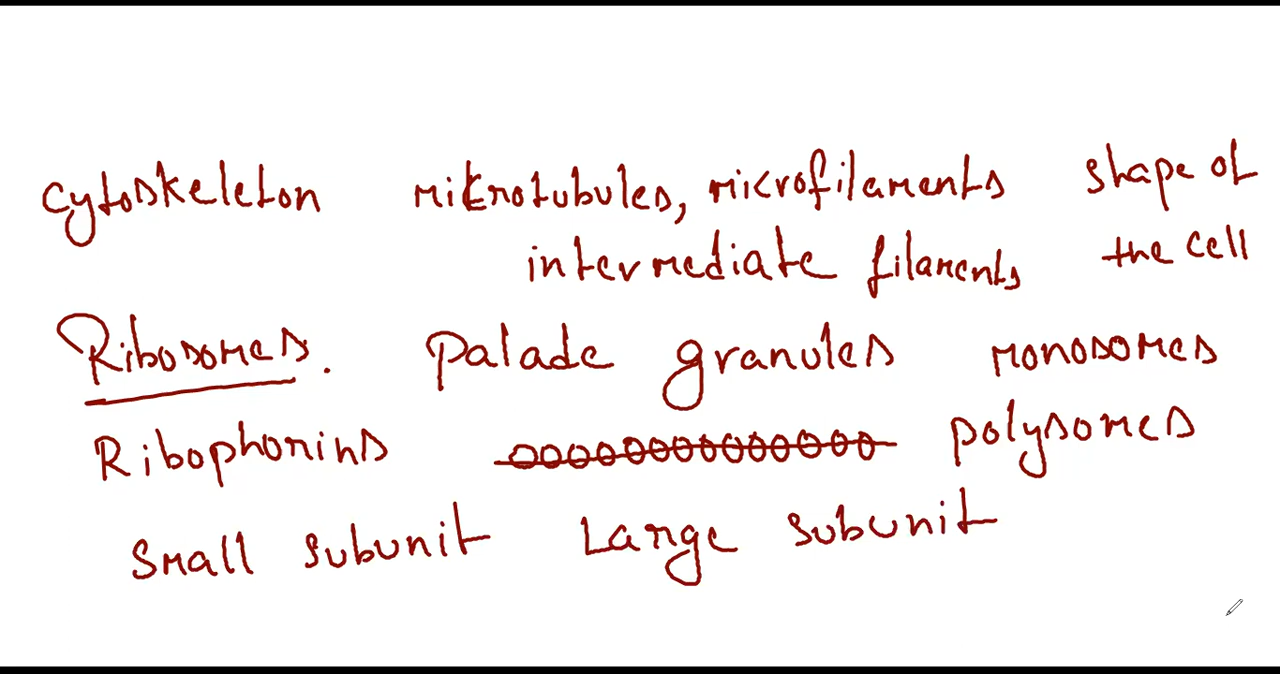 cytoskeleton mikrotubules, microfilaments shape of
intermediate filaments the cell
Ribosomes. Palade granules monosomes
Ribophorins polysomes
Small subunit Large subunit